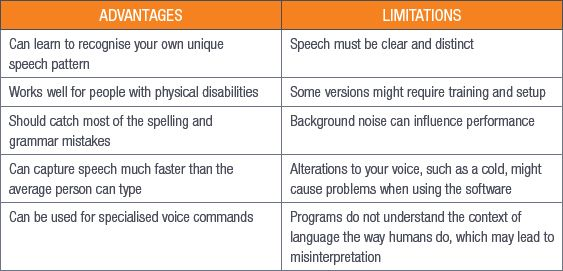 ADVANTAGES
LIMITATIONS
Can learn to recognise your own unique
speech pattern
Speech must be clear and distinct
Works well for people with physical disabilities
Some versions might require training and setup
Should catch most of the spelling and
grammar mistakes
Background noise can influence performance
Can capture speech much faster than the
average person can type
Alterations to your voice, such as a cold, might
cause problems when using the software
Can be used for specialised voice commands
Programs do not understand the context of
language the way humans do, which may lead to
misinterpretation